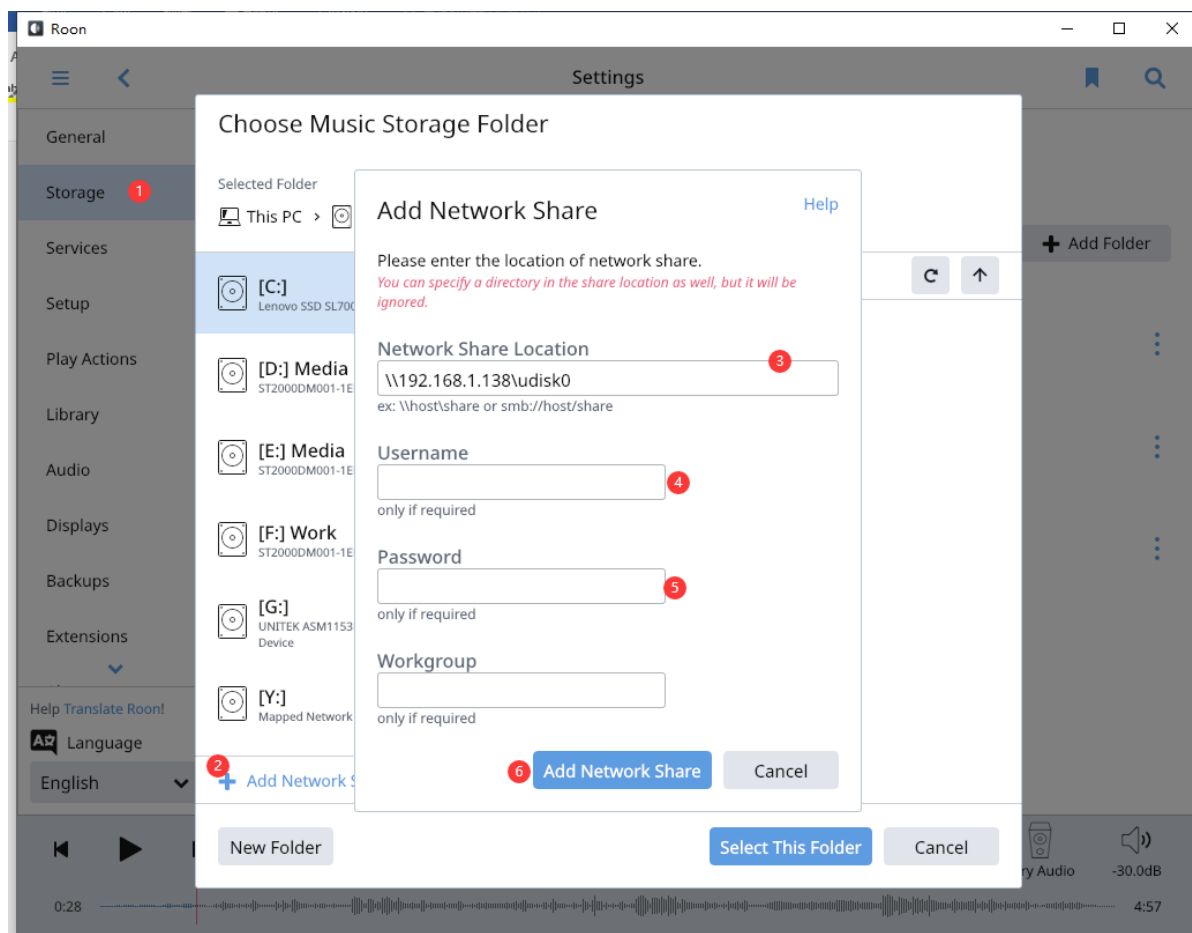 Roon
Settings
General
Storage 1
Services
Setup
Play Actions
Library
Audio
Displays
Backups
Extensions
Help Translate Roon!
Language
English
Choose Music Storage Folder
Selected Folder
This PC >
+ Add Folder
[C:]
Lenovo SSD SL700
[D:] Media
ST2000DM001-1E
[E:] Media
ST2000DM001-1E
[F:] Work
ST2000DM001-1E
[G:]
UNITEK ASM1153
Device
[Y:]
Mapped Network
2
+ Add Network S
Add Network Share
Help
Please enter the location of network share.
You can specify a directory in the share location as well, but it will be
ignored.
Network Share Location
3
\\192.168.1.138\udisk0
ex: \\host\share or smb://host/share
Username
4
only if required
Password
5
only if required
Workgroup
only if required
6 Add Network Share Cancel
New Folder
Select This Folder Cancel
ry Audio
-30.0dB
0:28
4:57